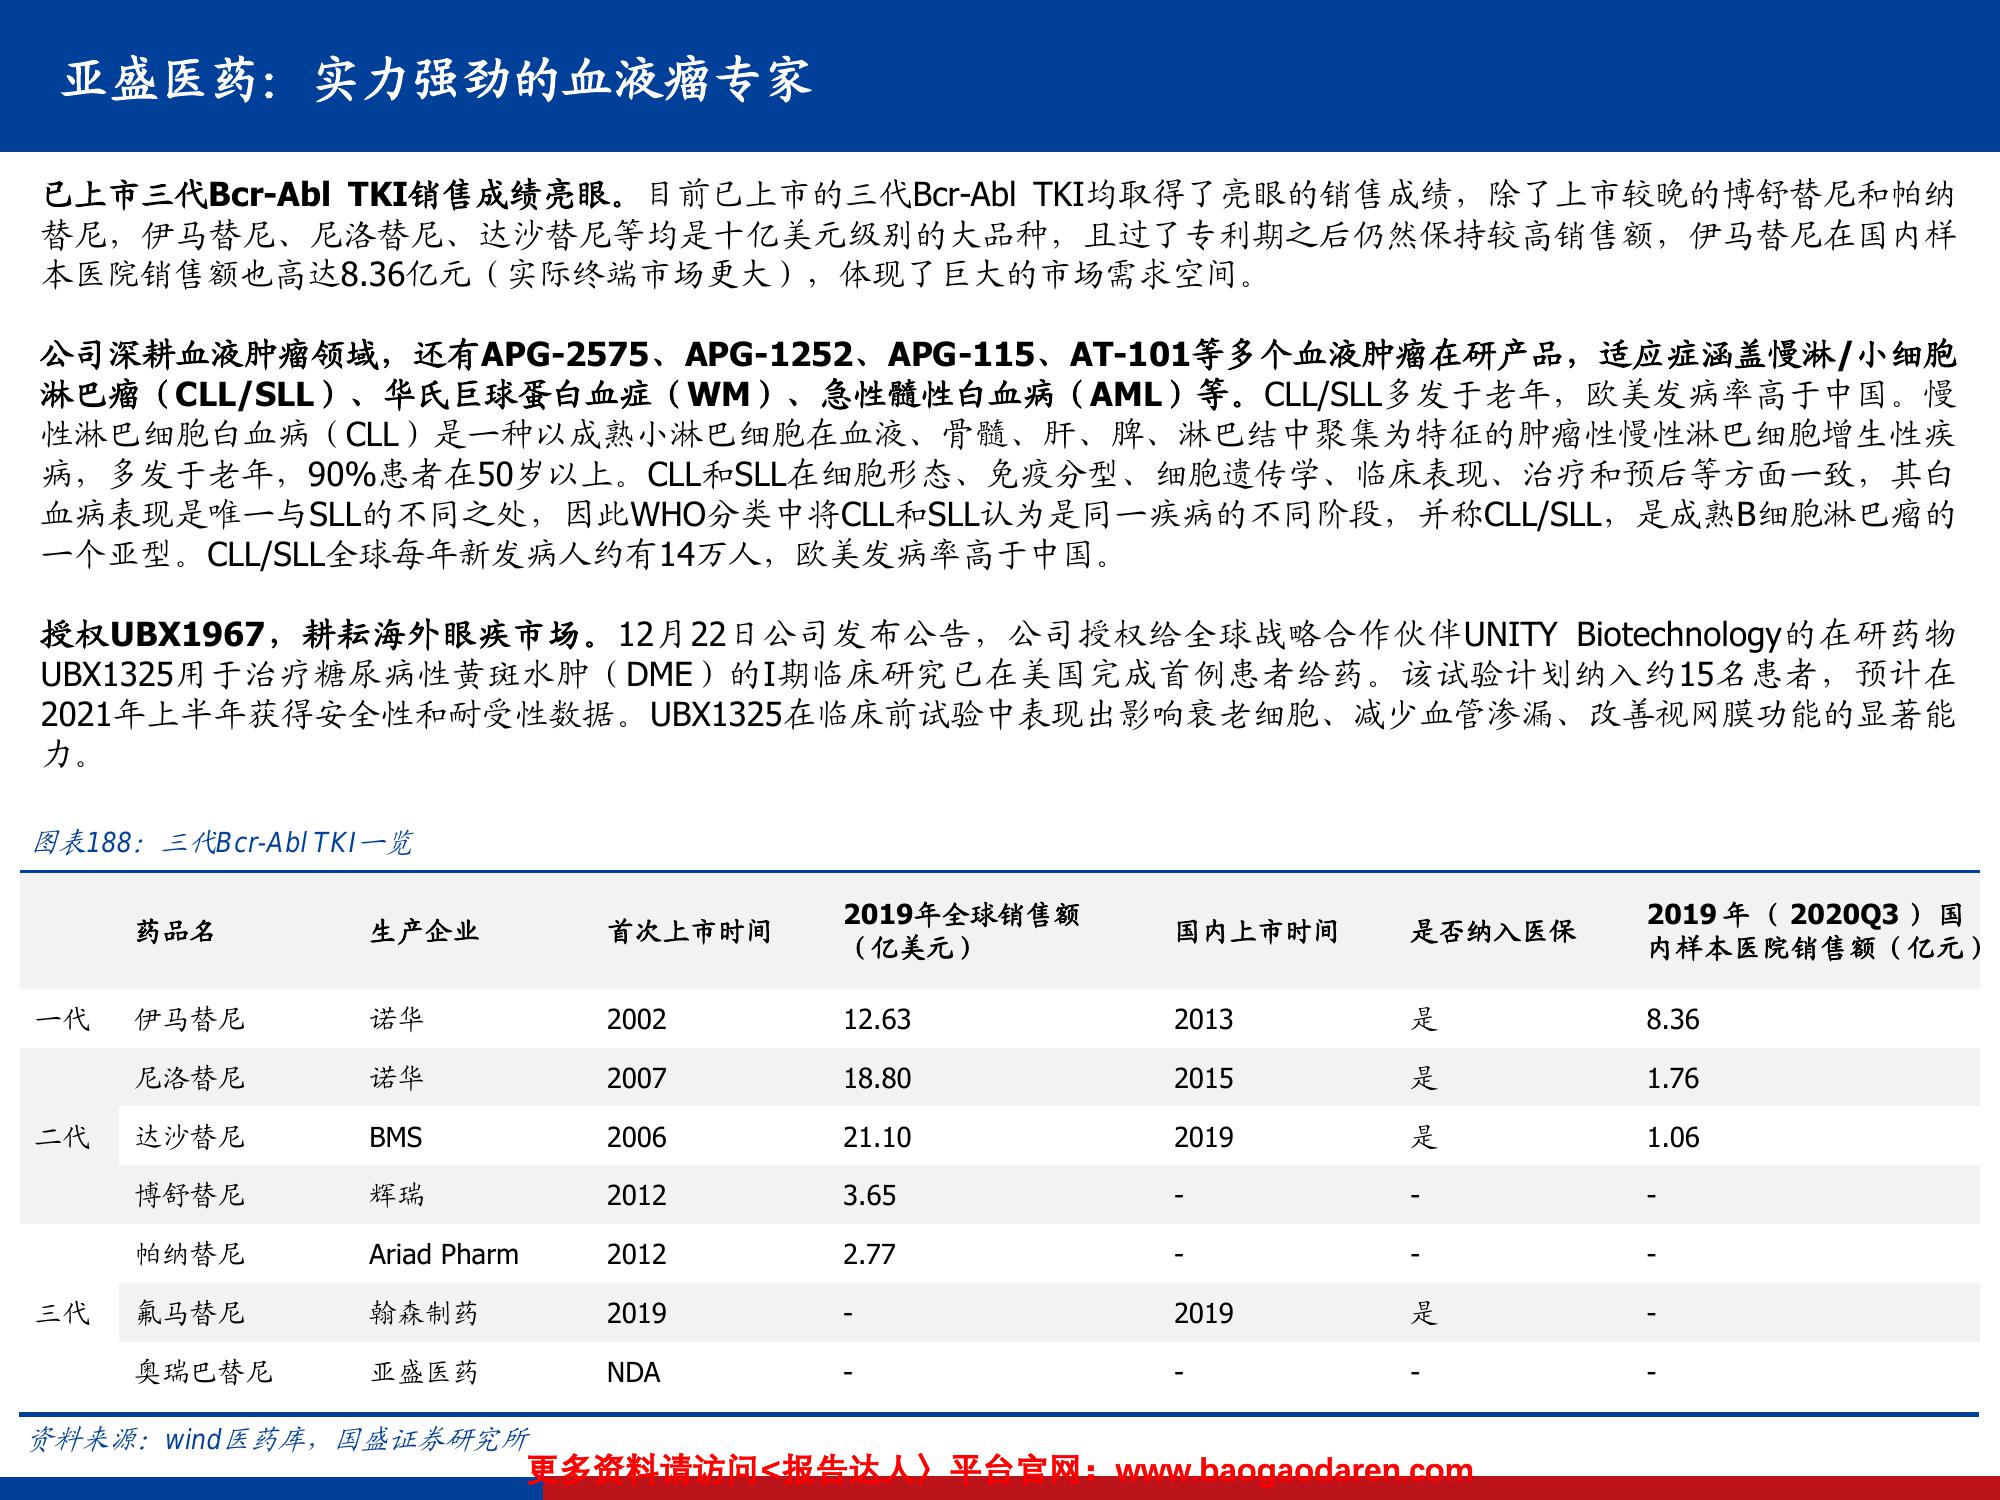 亚盛医药：实力强劲的血液瘤专家
已上市三代Bcr-Abl TKI销售成绩亮眼。目前已上市的三代Bcr-Abl TKI均取得了亮眼的销售成绩，除了上市较晚的博舒替尼和帕纳
替尼，伊马替尼、尼洛替尼、达沙替尼等均是十亿美元级别的大品种，且过了专利期之后仍然保持较高销售额，伊马替尼在国内样
本医院销售额也高达8.36亿元（实际终端市场更大），体现了巨大的市场需求空间。
公司深耕血液肿瘤领域，还有APG-2575、APG-1252、APG-115、AT-101等多个血液肿瘤在研产品，适应症涵盖慢淋/小细胞
淋巴瘤（CLL/SLL）、华氏巨球蛋白血症（WM）、急性髓性白血病（AML）等。CLL/SLL多发于老年，欧美发病率高于中国。慢
性淋巴细胞白血病（CLL）是一种以成熟小淋巴细胞在血液、骨髓、肝、脾、淋巴结中聚集为特征的肿瘤性慢性淋巴细胞增生性疾
病，多发于老年，90%患者在50岁以上。CLL和SLL在细胞形态、免疫分型、细胞遗传学、临床表现、治疗和预后等方面一致，其白
血病表现是唯一与SLL的不同之处，因此WHO分类中将CLL和SLL认为是同一疾病的不同阶段，并称CLL/SLL，是成熟B细胞淋巴瘤的
一个亚型。CLL/SLL全球每年新发病人约有14万人，欧美发病率高于中国。
授权UBX1967，耕耘海外眼疾市场。12月22日公司发布公告，公司授权给全球战略合作伙伴UNITY Biotechnology的在研药物
UBX1325用于治疗糖尿病性黄斑水肿（DME）的I期临床研究已在美国完成首例患者给药。该试验计划纳入约15名患者，预计在
2021年上半年获得安全性和耐受性数据。UBX1325在临床前试验中表现出影响衰老细胞、减少血管渗漏、改善视网膜功能的显著能
力。
图表188：三代Bcr-Abl TKI一览
药品名 生产企业 首次上市时间 2019年全球销售额（亿美元） 国内上市时间 是否纳入医保 2019年（2020Q3）国内样本医院销售额（亿元）
一代 伊马替尼 诺华 2002 12.63 2013 是 8.36
尼洛替尼 诺华 2007 18.80 2015 是 1.76
二代 达沙替尼 BMS 2006 21.10 2019 是 1.06
博舒替尼 辉瑞 2012 3.65 - - -
帕纳替尼 Ariad Pharm 2012 2.77 - - -
三代 氟马替尼 翰森制药 2019 - 2019 是 -
奥瑞巴替尼 亚盛医药 NDA - - - -
资料来源：wind医药库，国盛证券研究所
更多资料请访问<报告达人〉平台官网：www.baogaodaren.com